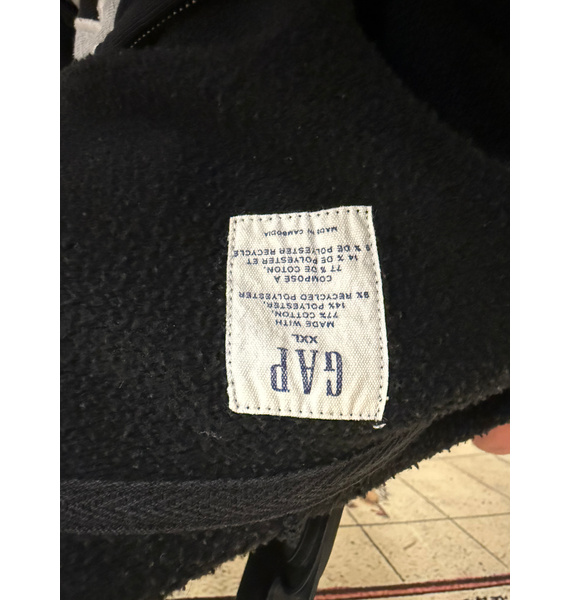 GAP
XXL
MADE WITH
77% COTTON,
14% POLYESTER,
9% RECYCLED POLYESTER
COMPOSE A
77 % DE COTON,
14 % DE POLYESTER ET
9 % DE POLYESTER RECYCLE
MADE IN CAMBODIA